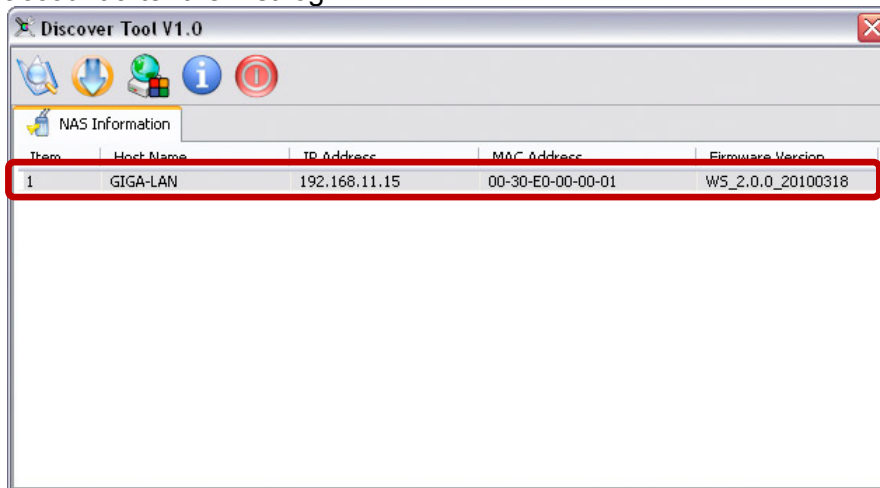 Discover Tool V1.0
NAS Information
Item Host Name IP Address MAC Address Firmware Version
1 GIGA-LAN 192.168.11.15 00-30-E0-00-00-01 WS_2.0.0_20100318